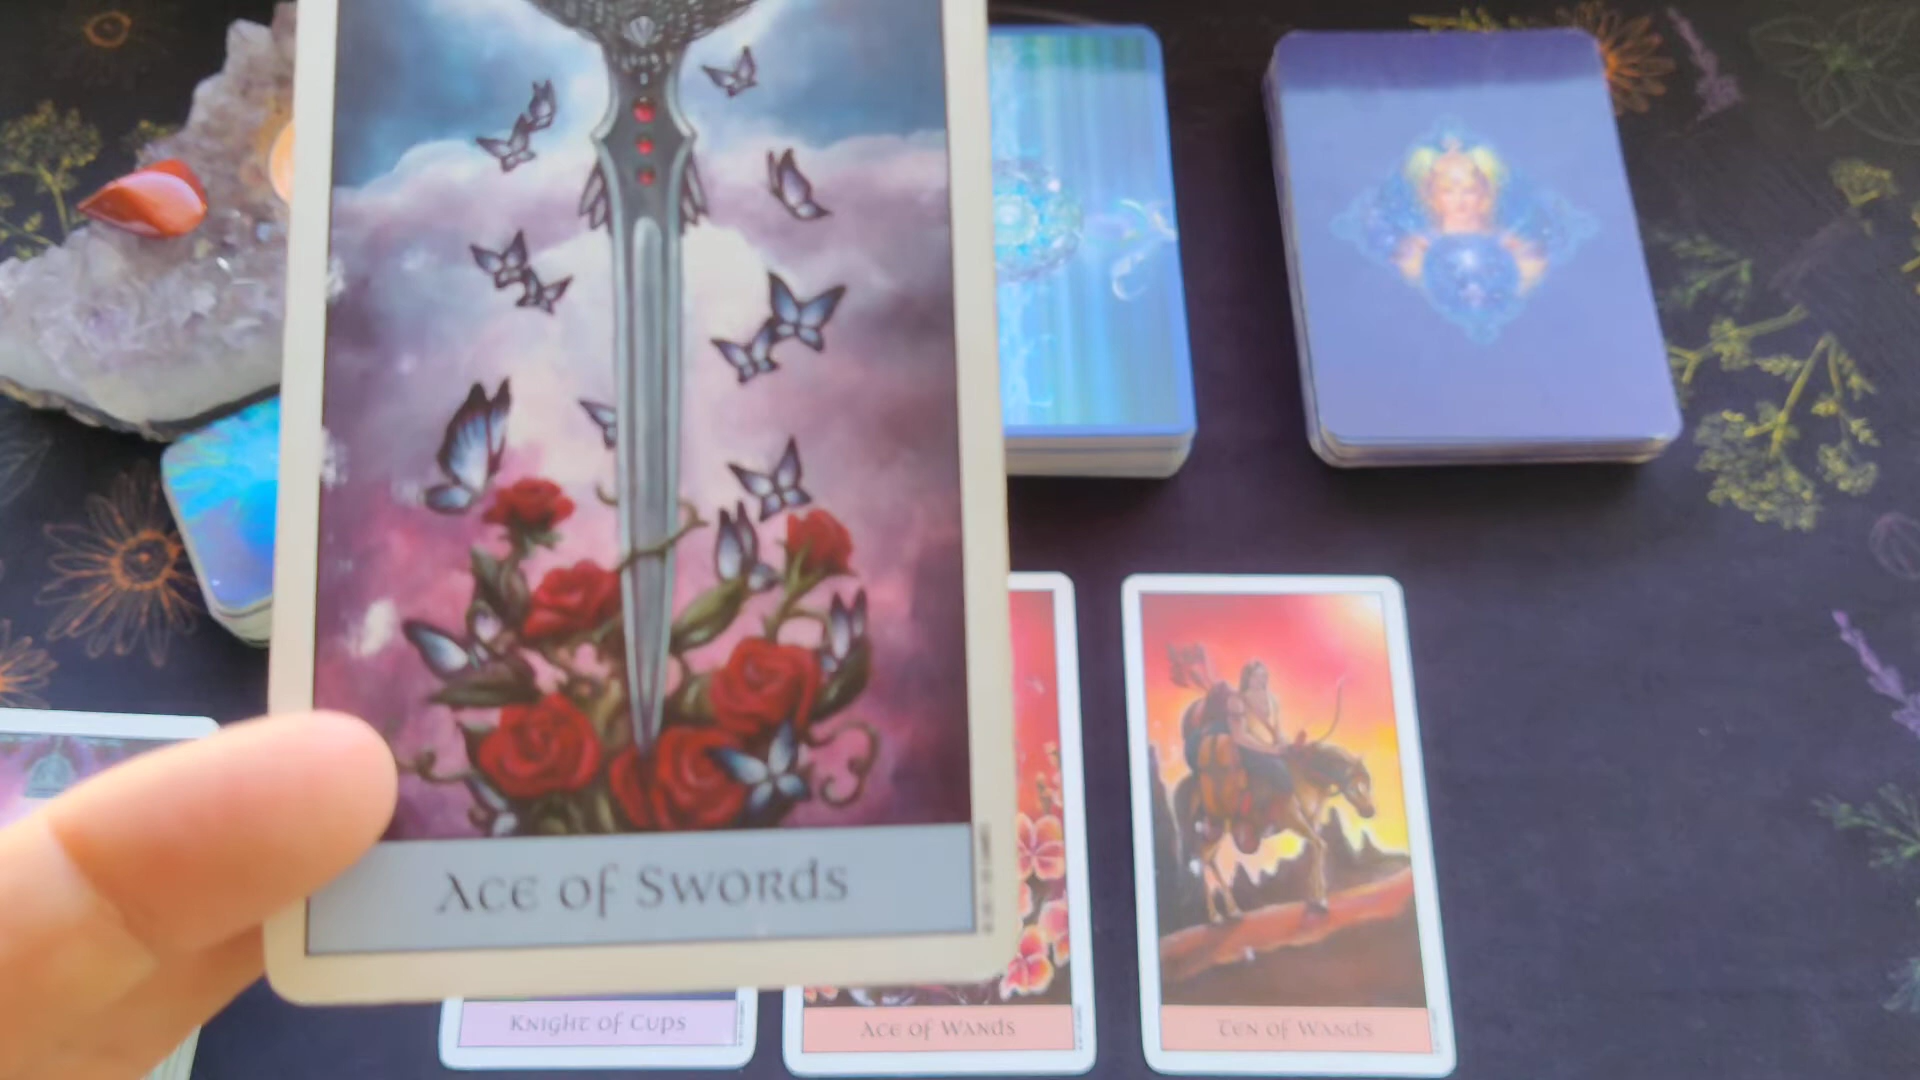 Ace of Swords
Knight of Cups
Ace of Wands
Ten of Wands